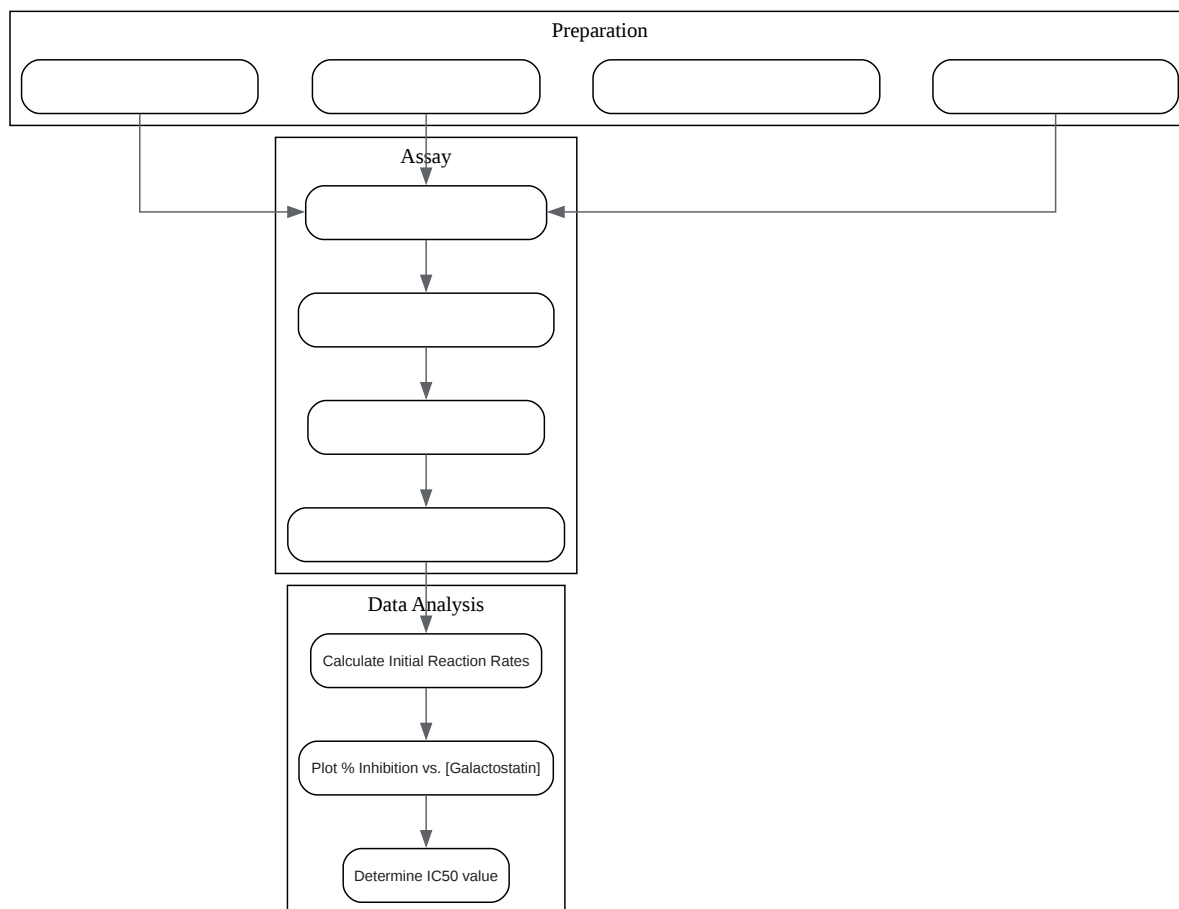 Preparation
Assay
Data Analysis
Calculate Initial Reaction Rates
Plot % Inhibition vs. [Galactostatin]
Determine IC50 value